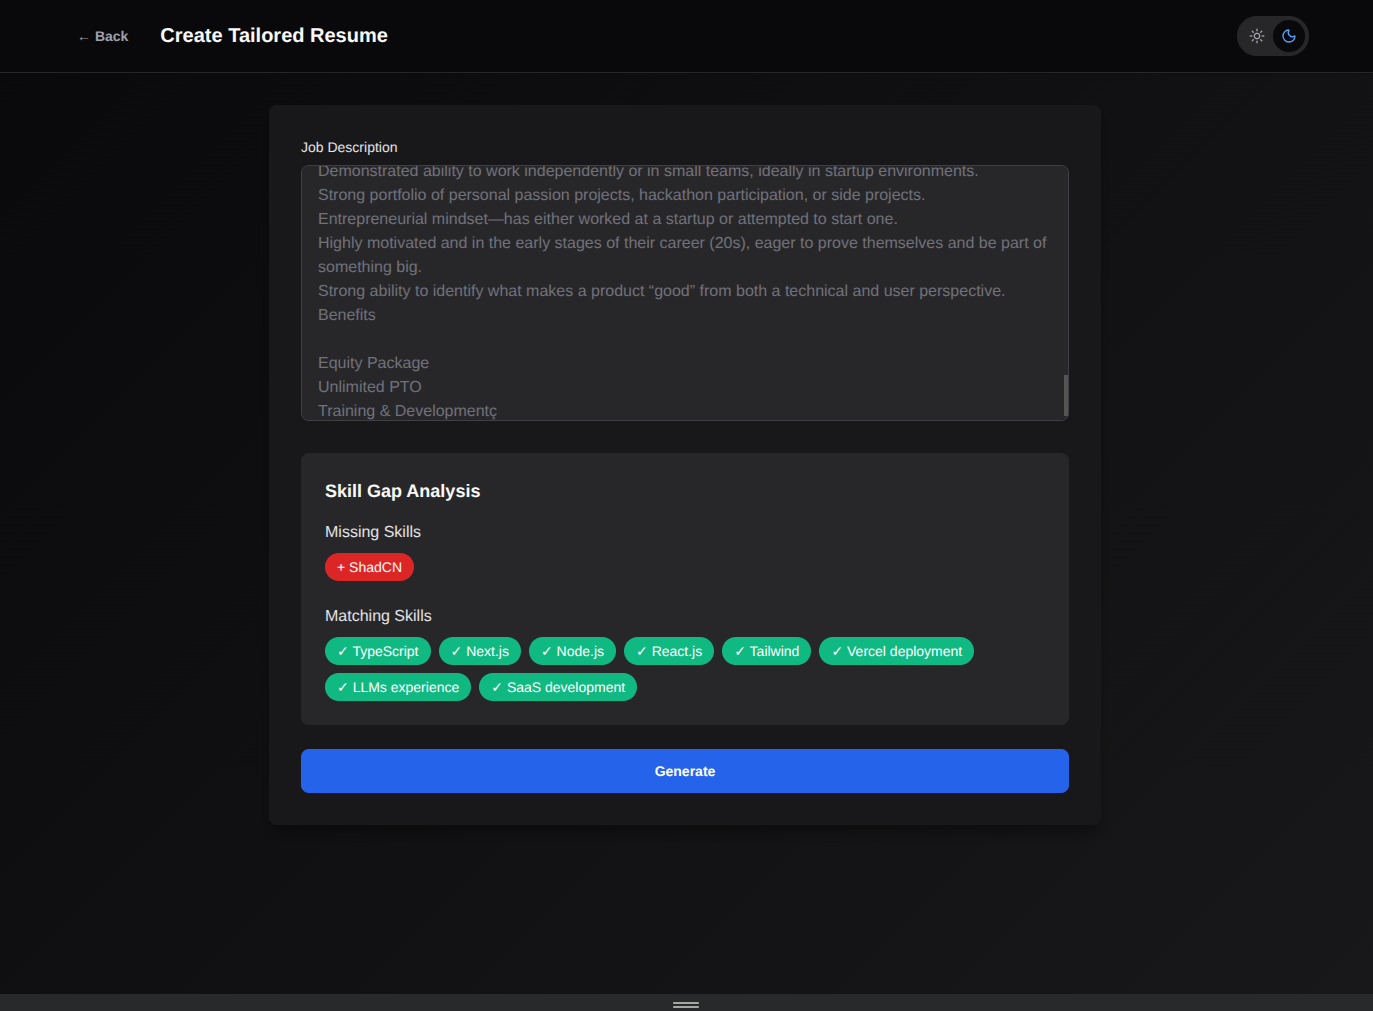 ← Back
Create Tailored Resume
Job Description
Demonstrated ability to work independently or in small teams, ideally in startup environments.
Strong portfolio of personal passion projects, hackathon participation, or side projects.
Entrepreneurial mindset—has either worked at a startup or attempted to start one.
Highly motivated and in the early stages of their career (20s), eager to prove themselves and be part of
something big.
Strong ability to identify what makes a product “good” from both a technical and user perspective.
Benefits
Equity Package
Unlimited PTO
Training & Developmentç
Skill Gap Analysis
Missing Skills
+ ShadCN
Matching Skills
✓ TypeScript ✓ Next.js ✓ Node.js ✓ React.js ✓ Tailwind ✓ Vercel deployment
✓ LLMs experience ✓ SaaS development
Generate